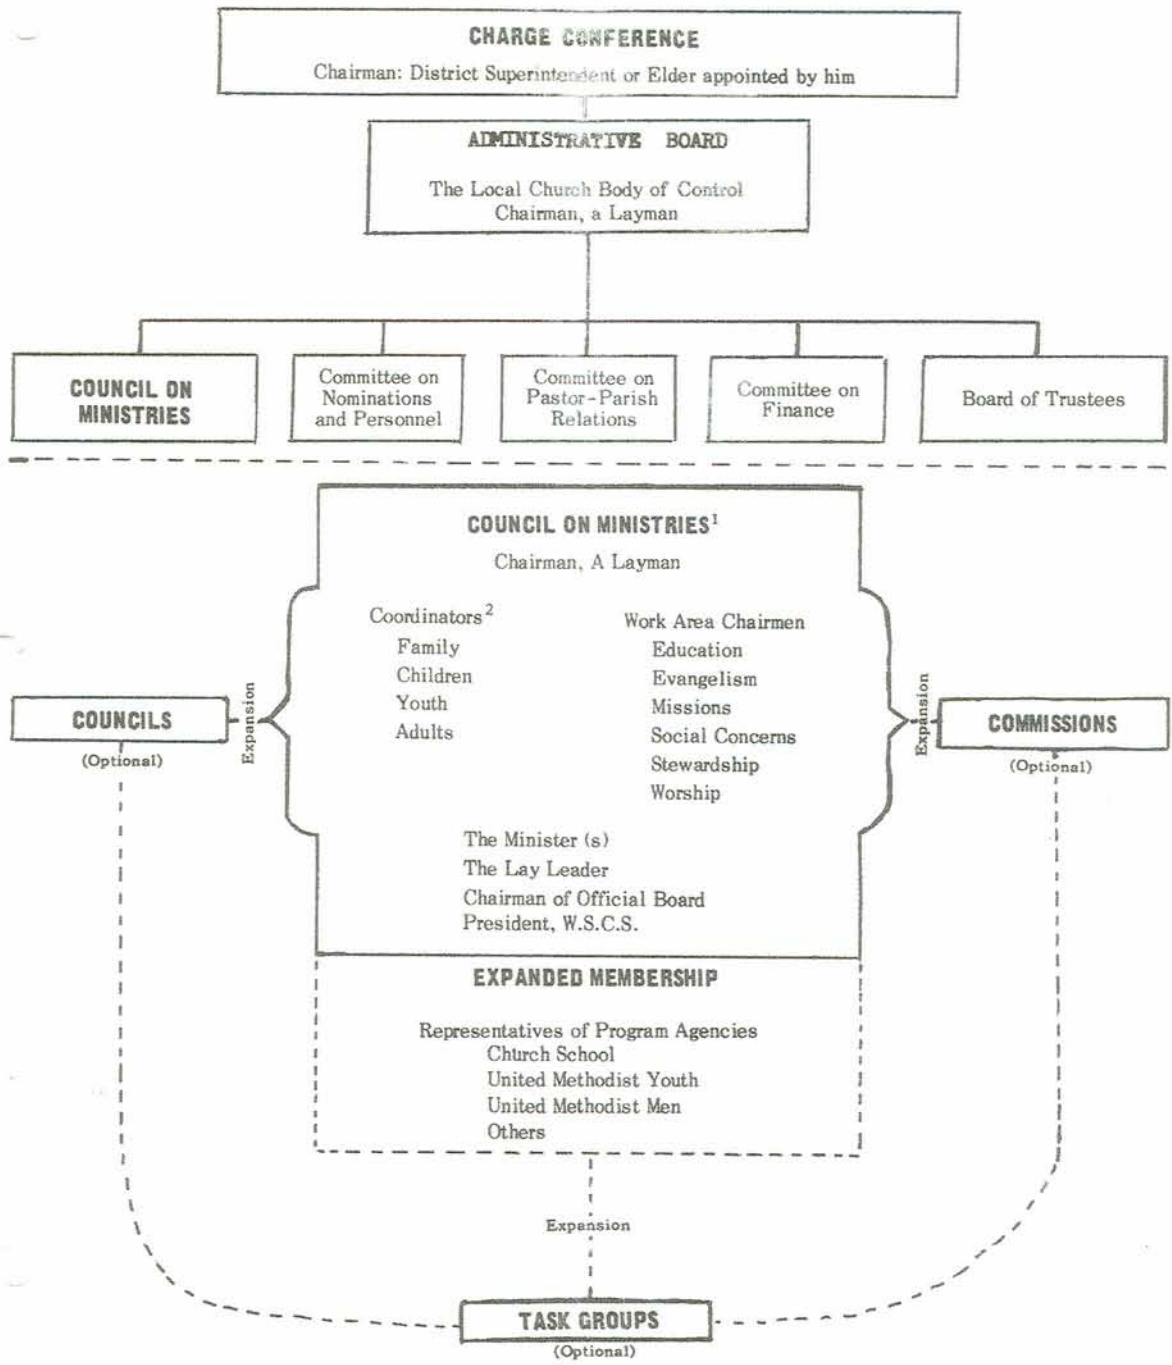 CHARGE CONFERENCE
Chairman: District Superintendent or Elder appointed by him
ADMINISTRATIVE BOARD
The Local Church Body of Control
Chairman, a Layman
COUNCIL ON
MINISTRIES
Committee on
Nominations
and Personnel
Committee on
Pastor-Parish
Relations
Committee on
Finance
Board of Trustees
COUNCIL ON MINISTRIES¹
Chairman, A Layman
Coordinators²
Family
Children
Youth
Adults
Work Area Chairmen
Education
Evangelism
Missions
Social Concerns
Stewardship
Worship
COUNCILS
(Optional)
Expansion
Expansion
COMMISSIONS
(Optional)
The Minister (s)
The Lay Leader
Chairman of Official Board
President, W.S.C.S.
EXPANDED MEMBERSHIP
Representatives of Program Agencies
Church School
United Methodist Youth
United Methodist Men
Others
Expansion
TASK GROUPS
(Optional)